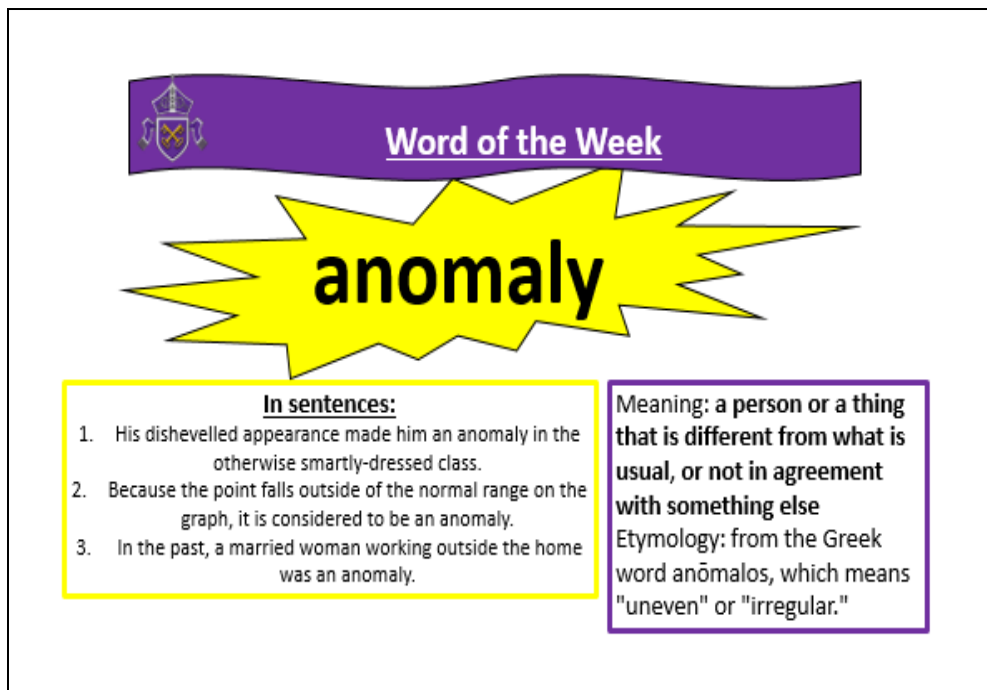 Word of the Week
anomaly
In sentences:
1. His dishevelled appearance made him an anomaly in the
otherwise smartly-dressed class.
2. Because the point falls outside of the normal range on the
graph, it is considered to be an anomaly.
3. In the past, a married woman working outside the home
was an anomaly.
Meaning: a person or a thing
that is different from what is
usual, or not in agreement
with something else
Etymology: from the Greek
word anōmalos, which means
"uneven" or "irregular."